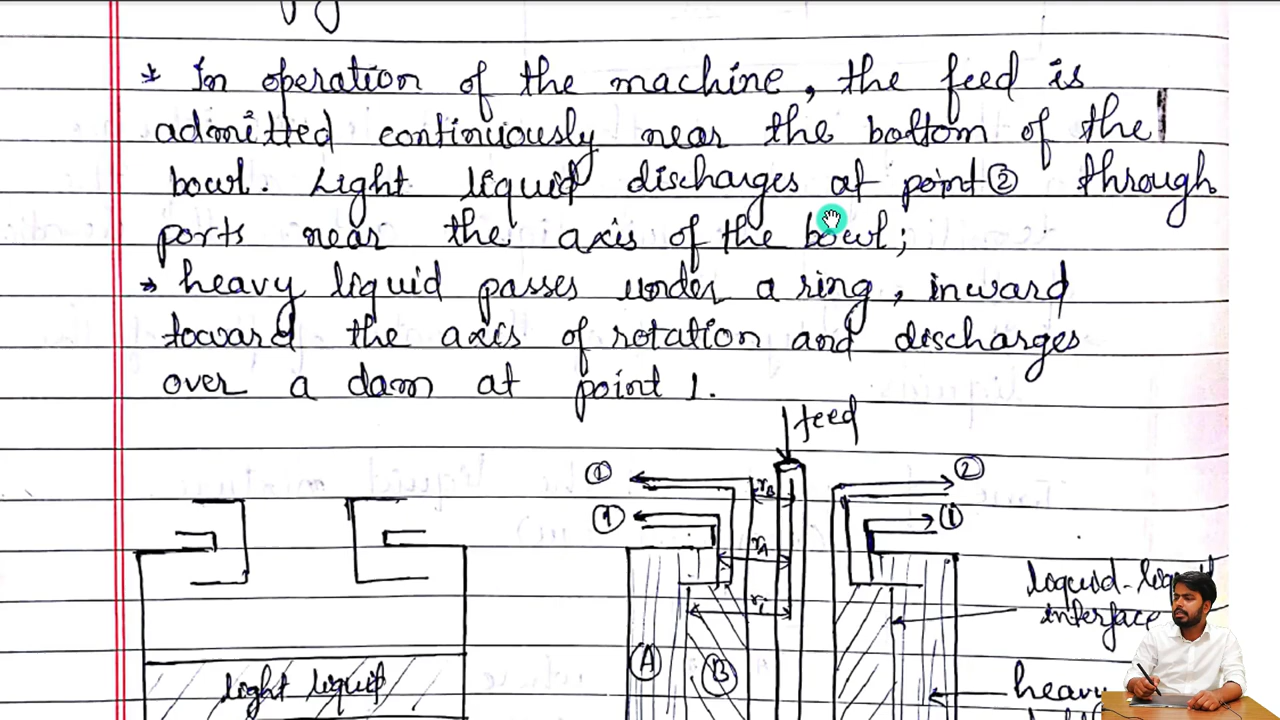 * In operation of the machine, the feed is
admitted continuously near the bottom of the
bowl. Light liquid discharges at point ② through
ports near the axis of the bowl;
→ heavy liquid passes under a ring, inward
toward the axis of rotation and discharges
over a dam at point 1.
feed
② ②
① ①
rB
rA
ri
liquid-liquid
interface
A B
light liquid
heavy